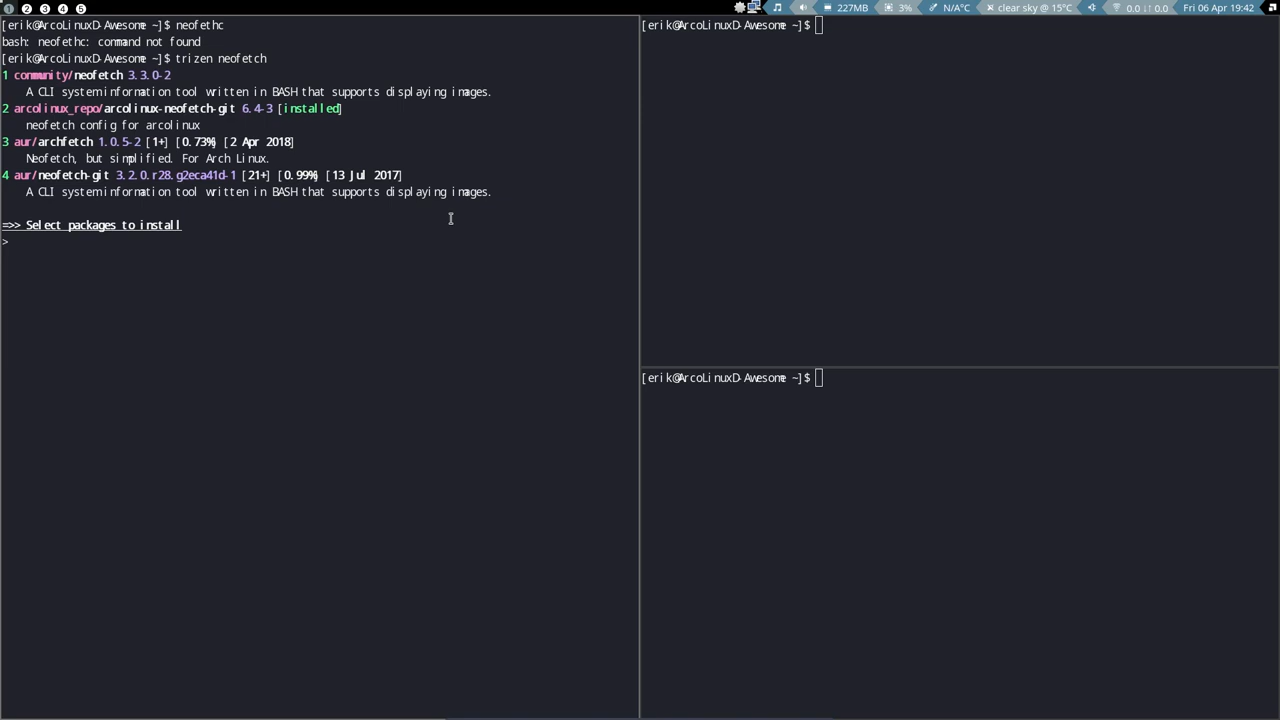 1 2 3 4 5 227MB 3% N/A°C clear sky @ 15°C 0.0 ↓↑ 0.0 Fri 06 Apr 19:42
[erik@ArcoLinuxD-Awesome ~]$ neofethc
bash: neofethc: command not found
[erik@ArcoLinuxD-Awesome ~]$ trizen neofetch
1 community/neofetch 3.3.0-2
A CLI system information tool written in BASH that supports displaying images.
2 arcolinux_repo/arcolinux-neofetch-git 6.4-3 [installed]
neofetch config for arcolinux
3 aur/archfetch 1.0.5-2 [1+] [0.73%] [2 Apr 2018]
Neofetch, but simplified. For Arch Linux.
4 aur/neofetch-git 3.2.0.r28.g2eca41d-1 [21+] [0.99%] [13 Jul 2017]
A CLI system information tool written in BASH that supports displaying images.
=>> Select packages to install
>
[erik@ArcoLinuxD-Awesome ~]$
[erik@ArcoLinuxD-Awesome ~]$